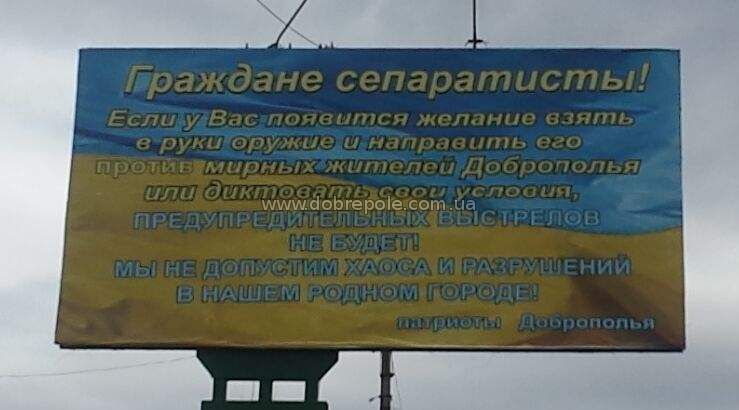 Граждане сепаратисты!
Если у Вас появится желание взять
в руки оружие и направить его
против мирных жителей Доброполья
или диктовать свои условия,
www.dobrepole.com.ua
ПРЕДУПРЕДИТЕЛЬНЫХ ВЫСТРЕЛОВ
НЕ БУДЕТ!
МЫ НЕ ДОПУСТИМ ХАОСА И РАЗРУШЕНИЙ
В НАШЕМ РОДНОМ ГОРОДЕ!
патриоты Доброполья